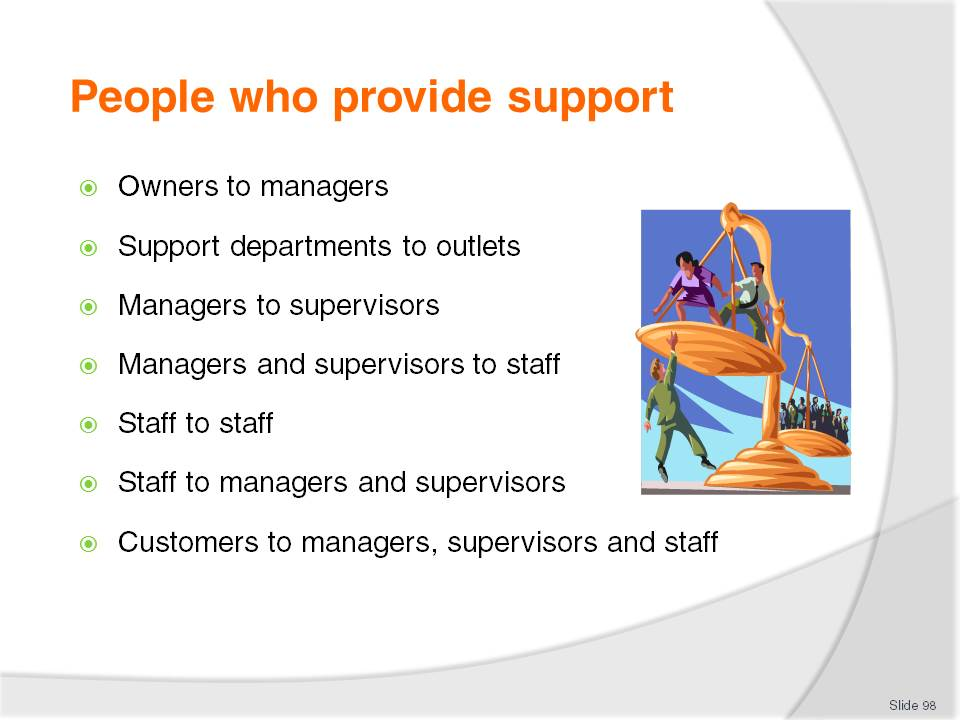 People who provide support
Owners to managers
Support departments to outlets
Managers to supervisors
Managers and supervisors to staff
Staff to staff
Staff to managers and supervisors
Customers to managers, supervisors and staff
Slide 98